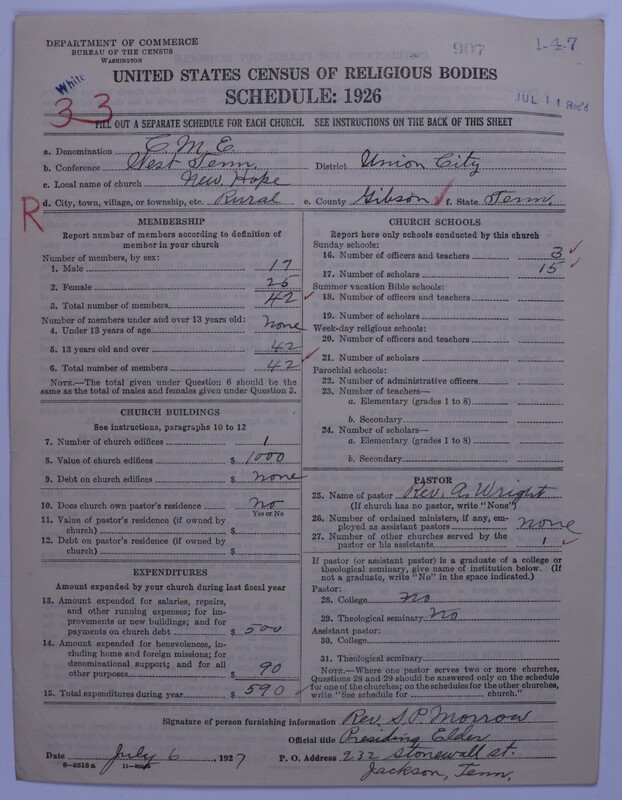 DEPARTMENT OF COMMERCE
BUREAU OF THE CENSUS
WASHINGTON
907
1-4-7
White
33
UNITED STATES CENSUS OF RELIGIOUS BODIES
SCHEDULE: 1926
JUL 11 Rec'd
FILL OUT A SEPARATE SCHEDULE FOR EACH CHURCH. SEE INSTRUCTIONS ON THE BACK OF THIS SHEET
a. Denomination C.M.E.
b. Conference West Tenn. District Union City
c. Local name of church New Hope
R
d. City, town, village, or township, etc. Rural e. County Gibson ✓ f. State. Tenn.
MEMBERSHIP
Report number of members according to definition of
member in your church
Number of members, by sex:
1. Male 17
2. Female 25
3. Total number of members 42 ✓
Number of members under and over 13 years old:
4. Under 13 years of age none
5. 13 years old and over 42
6. Total number of members 42 ✓
NOTE.—The total given under Question 6 should be the
same as the total of males and females given under Question 3.
CHURCH BUILDINGS
See instructions, paragraphs 10 to 12
7. Number of church edifices 1
8. Value of church edifices $ 1000
9. Debt on church edifices $ none
10. Does church own pastor's residence no
Yes or No
11. Value of pastor's residence (if owned by
church) $
12. Debt on pastor's residence (if owned by
church) $
EXPENDITURES
Amount expended by your church during last fiscal year
13. Amount expended for salaries, repairs,
and other running expenses; for im-
provements or new buildings; and for
payments on church debt $ 500
14. Amount expended for benevolences, in-
cluding home and foreign missions; for
denominational support; and for all
other purposes $ 90
15. Total expenditures during year $ 590 ✓
CHURCH SCHOOLS
Report here only schools conducted by this church
Sunday schools:
16. Number of officers and teachers 3 ✓
17. Number of scholars 15 ✓
Summer vacation Bible schools:
18. Number of officers and teachers
19. Number of scholars
Week-day religious schools:
20. Number of officers and teachers
21. Number of scholars
Parochial schools:
22. Number of administrative officers
23. Number of teachers—
a. Elementary (grades 1 to 8)
b. Secondary
24. Number of scholars—
a. Elementary (grades 1 to 8)
b. Secondary
PASTOR
25. Name of pastor Rev. A. Wright
(If church has no pastor, write "None")
26. Number of ordained ministers, if any, em-
ployed as assistant pastors none
27. Number of other churches served by the
pastor or his assistants 1 ✓
If pastor (or assistant pastor) is a graduate of a college or
theological seminary, give name of institution below. (If
not a graduate, write "No" in the space indicated.)
Pastor:
28. College no
29. Theological seminary no
Assistant pastor:
30. College
31. Theological seminary
NOTE.—Where one pastor serves two or more churches,
Questions 28 and 29 should be answered only on the schedule
for one of the churches; on the schedules for the other churches,
write "See schedule for church."
Signature of person furnishing information Rev. S. P. Morrow
Official title Presiding Elder
Date July 6, 1927 P. O. Address 232 Stonewall st.
Jackson, Tenn,